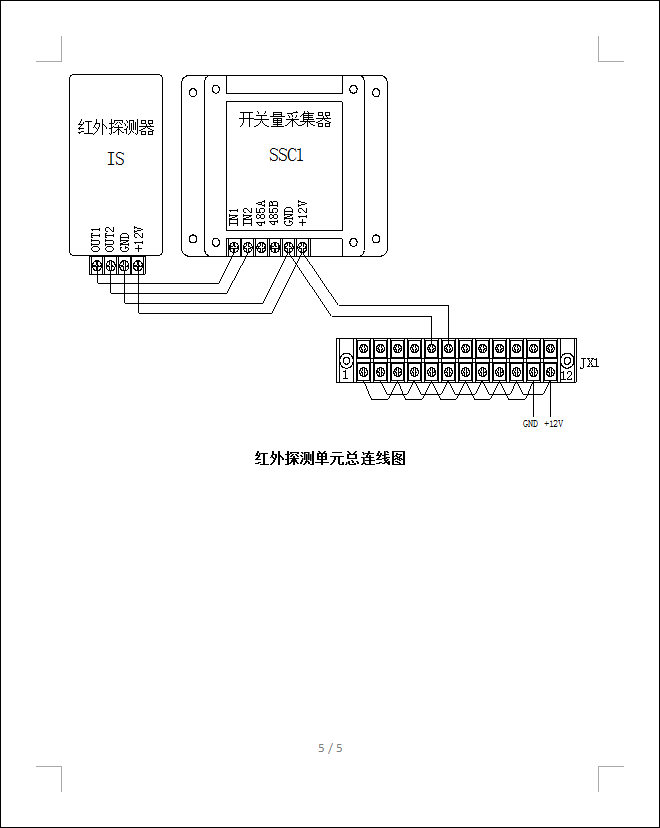 红外探测器
IS
OUT1
OUT2
GND
+12V
开关量采集器
SSC1
IN1
IN2
485A
485B
GND
+12V
1
12
JX1
GND +12V
红外探测单元总连线图
5 / 5